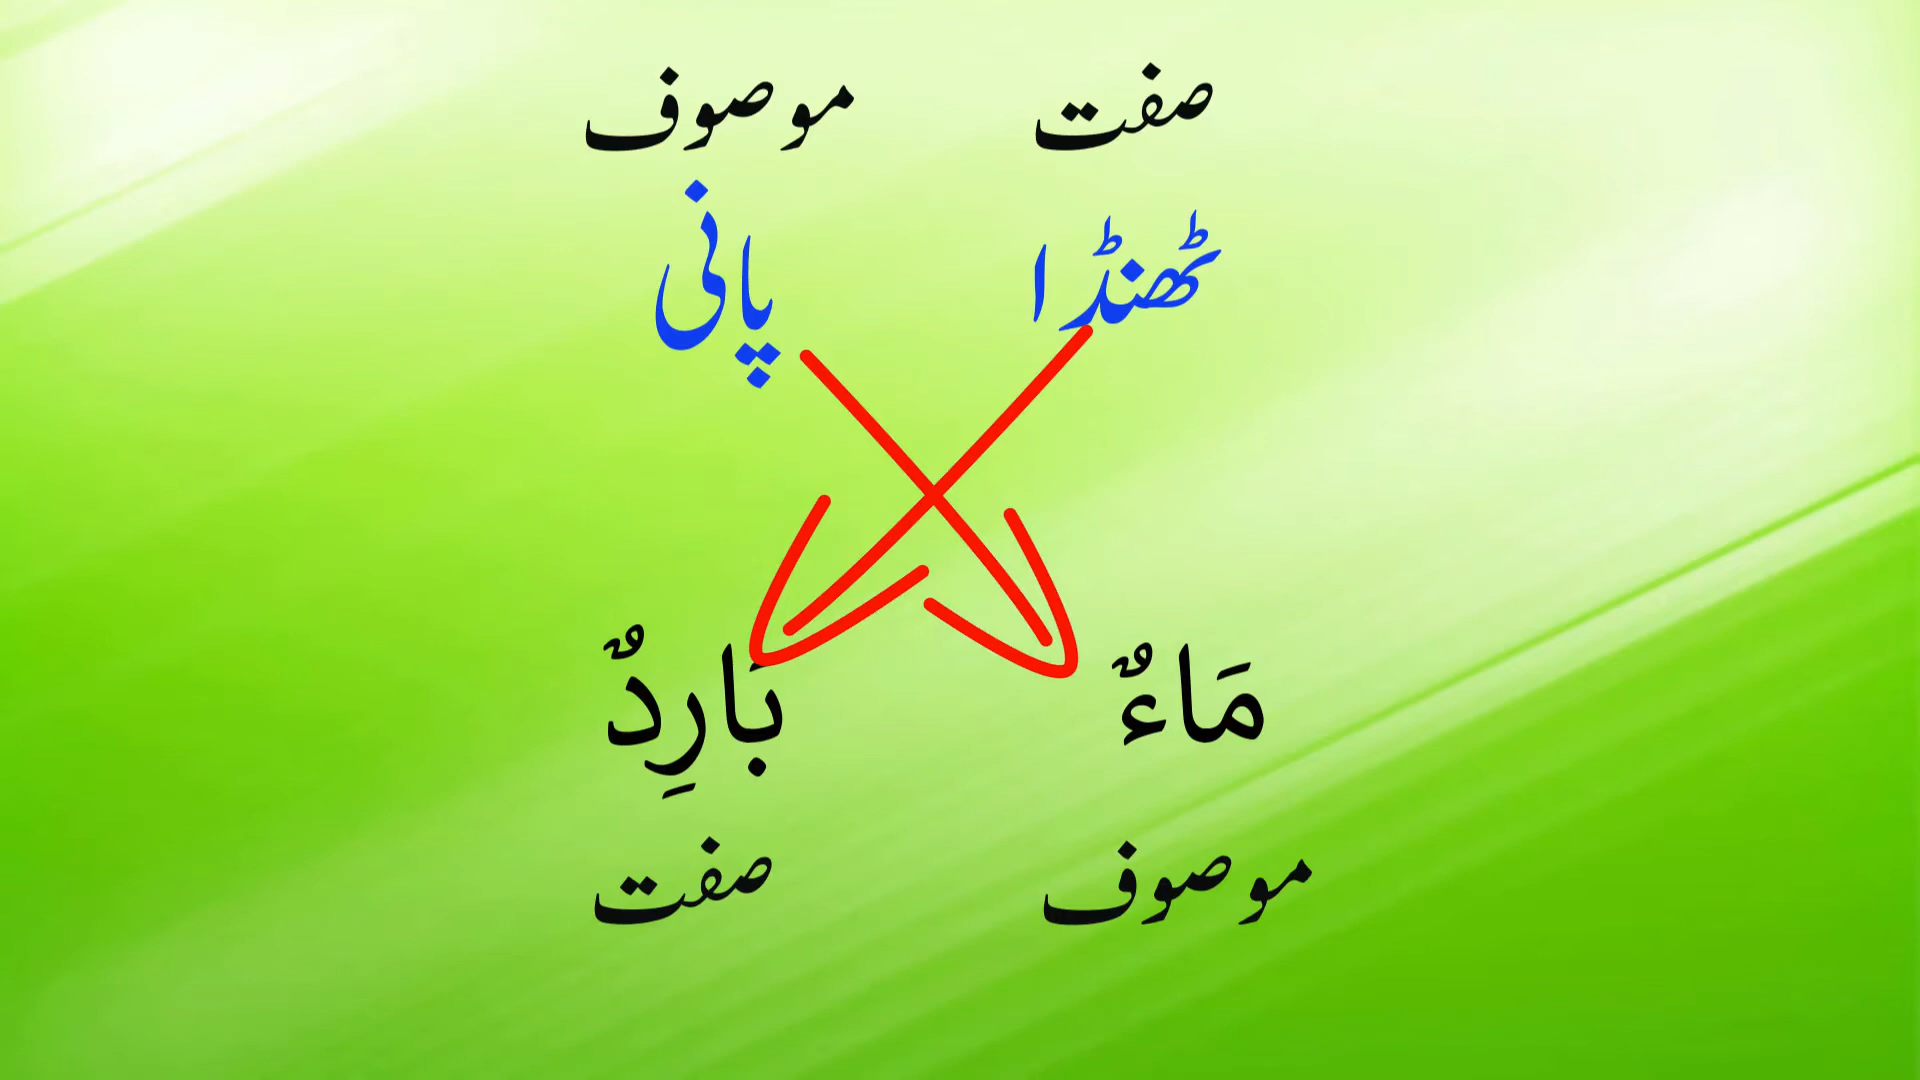 صفت موصوف
ٹھنڈا پانی
مَاءٌ بَارِدٌ
موصوف صفت